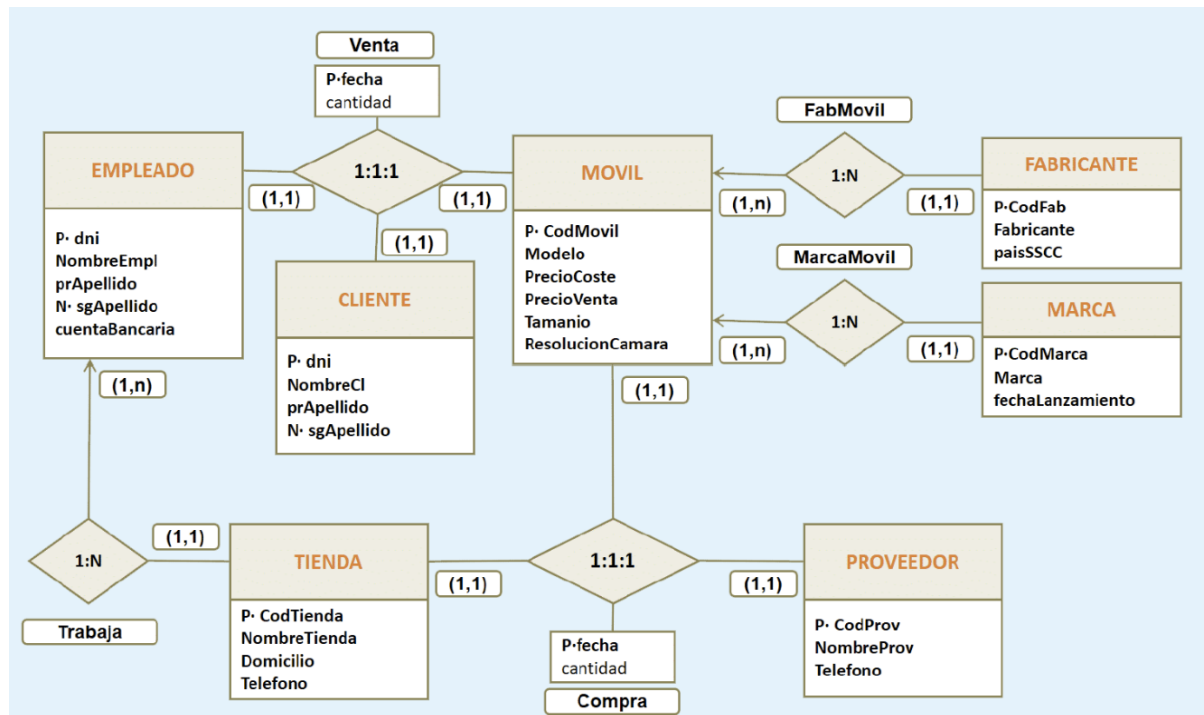 Venta
P·fecha
cantidad
EMPLEADO
P· dni
NombreEmpl
prApellido
N· sgApellido
cuentaBancaria
(1,1)
1:1:1
(1,1)
(1,1)
CLIENTE
P· dni
NombreCl
prApellido
N· sgApellido
MOVIL
P· CodMovil
Modelo
PrecioCoste
PrecioVenta
Tamanio
ResolucionCamara
FabMovil
1:N
(1,n)
(1,1)
FABRICANTE
P·CodFab
Fabricante
paisSSCC
MarcaMovil
1:N
(1,n)
(1,1)
MARCA
P·CodMarca
Marca
fechaLanzamiento
(1,n)
(1,1)
1:N
Trabaja
(1,1)
TIENDA
P· CodTienda
NombreTienda
Domicilio
Telefono
(1,1)
1:1:1
(1,1)
P·fecha
cantidad
Compra
PROVEEDOR
P· CodProv
NombreProv
Telefono